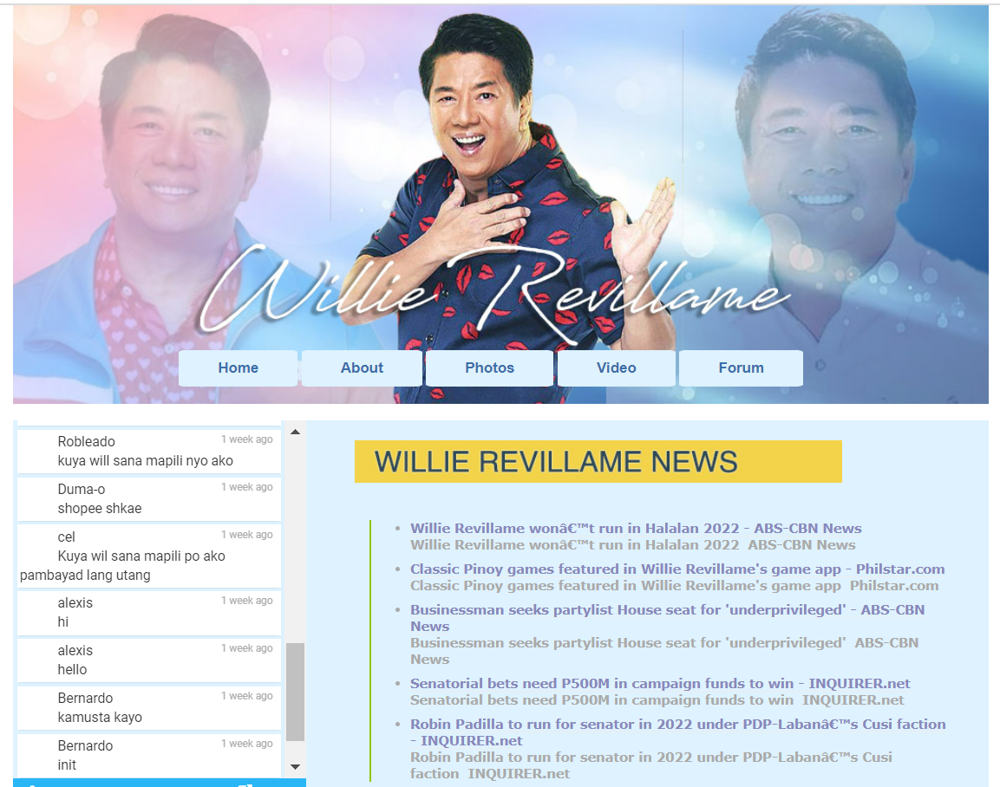 Willie Revillame
Home
About
Photos
Video
Forum
Robleado
1 week ago
kuya will sana mapili nyo ako
Duma-o
1 week ago
shopee shkae
cel
1 week ago
Kuya wil sana mapili po ako
pambayad lang utang
alexis
1 week ago
hi
alexis
1 week ago
hello
Bernardo
1 week ago
kamusta kayo
Bernardo
1 week ago
init
WILLIE REVILLAME NEWS
• Willie Revillame wonâ€™t run in Halalan 2022 - ABS-CBN News
Willie Revillame wonâ€™t run in Halalan 2022  ABS-CBN News
• Classic Pinoy games featured in Willie Revillame's game app - Philstar.com
Classic Pinoy games featured in Willie Revillame's game app  Philstar.com
• Businessman seeks partylist House seat for 'underprivileged' - ABS-CBN
News
Businessman seeks partylist House seat for 'underprivileged'  ABS-CBN
News
• Senatorial bets need P500M in campaign funds to win - INQUIRER.net
Senatorial bets need P500M in campaign funds to win  INQUIRER.net
• Robin Padilla to run for senator in 2022 under PDP-Labanâ€™s Cusi faction
- INQUIRER.net
Robin Padilla to run for senator in 2022 under PDP-Labanâ€™s Cusi
faction  INQUIRER.net